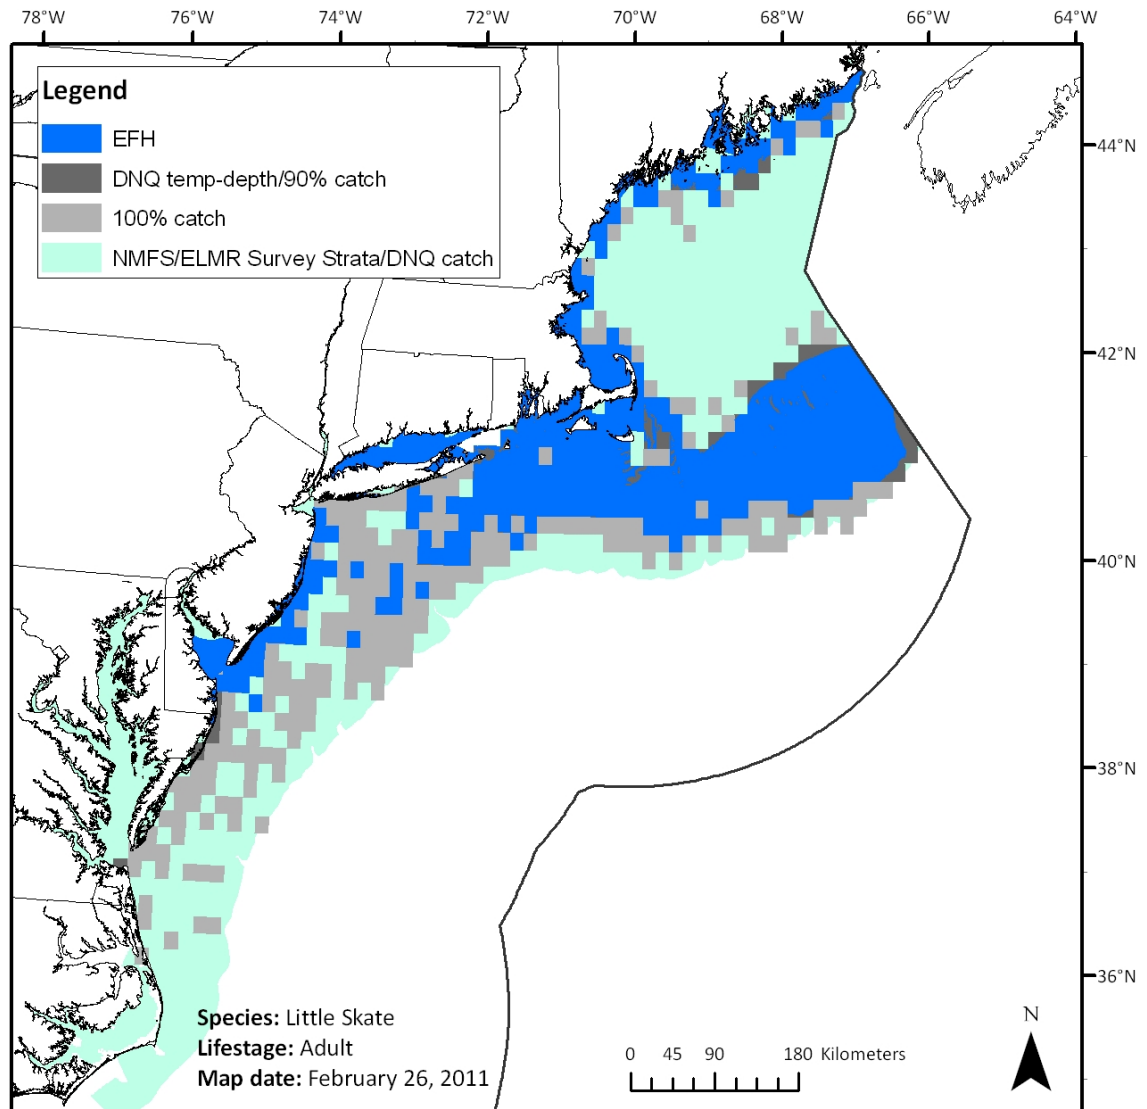 78°W 76°W 74°W 72°W 70°W 68°W 66°W 64°W
Legend
EFH
DNQ temp-depth/90% catch
100% catch
NMFS/ELMR Survey Strata/DNQ catch
44°N
42°N
40°N
38°N
36°N
Species: Little Skate
Lifestage: Adult
Map date: February 26, 2011
0 45 90 180 Kilometers
N